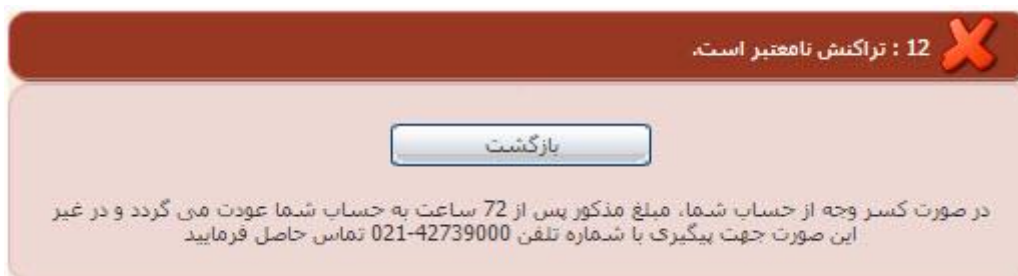 12 : تراکنش نامعتبر است.
بازگشت
در صورت کسر وجه از حساب شما، مبلغ مذکور پس از 72 ساعت به حساب شما عودت می گردد و در غیر
این صورت جهت پیگیری با شماره تلفن 42739000-021 تماس حاصل فرمایید